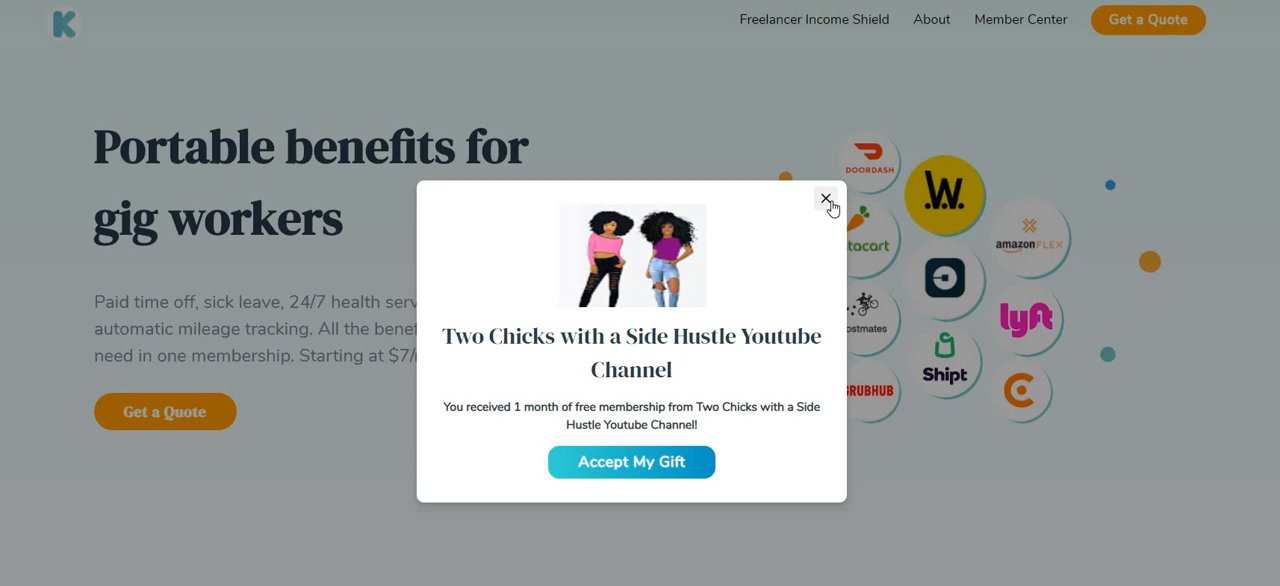 K
Freelancer Income Shield
About
Member Center
Get a Quote
Portable benefits for
gig workers
Paid time off, sick leave, 24/7 health serv
automatic mileage tracking. All the benef
need in one membership. Starting at $7/
Get a Quote
Two Chicks with a Side Hustle Youtube
Channel
You received 1 month of free membership from Two Chicks with a Side
Hustle Youtube Channel!
Accept My Gift
DOORDASH
W.
tacart
amazon FLEX
ostmates
lyft
Shipt
GRUBHUB